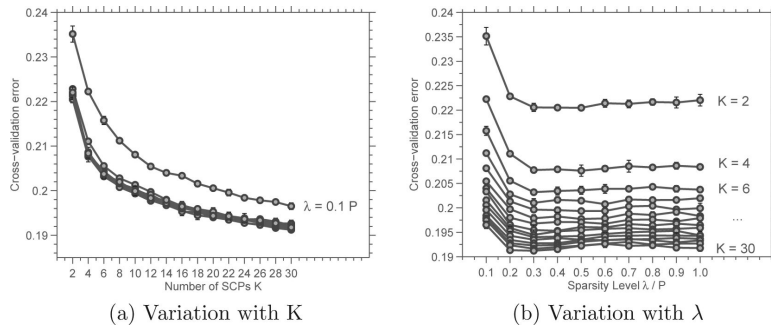 0.24
0.23
0.22
0.21
0.2
0.19
Cross−validation error
2 4 6 8 10 12 14 16 18 20 22 24 26 28 30
Number of SCPs K
λ = 0.1 P
(a) Variation with K
0.24
0.235
0.23
0.225
0.22
0.215
0.21
0.205
0.2
0.195
0.19
Cross−validation error
0.1 0.2 0.3 0.4 0.5 0.6 0.7 0.8 0.9 1.0
Sparsity Level λ / P
K = 2
K = 4
K = 6
...
K = 30
(b) Variation with λ